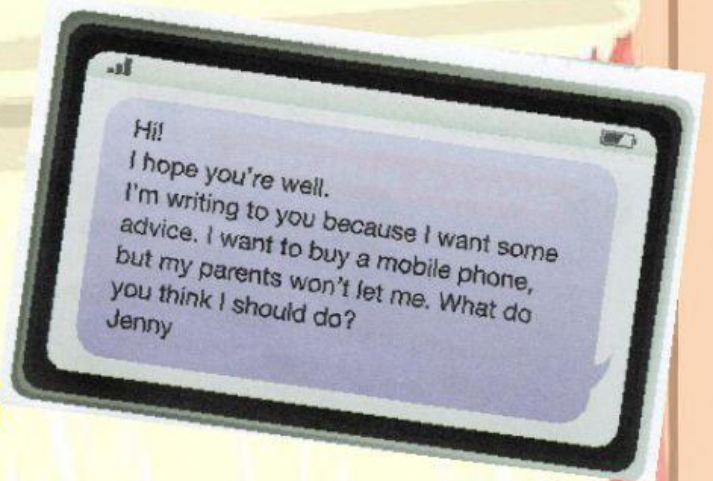 Hi!
I hope you're well.
I'm writing to you because I want some
advice. I want to buy a mobile phone,
but my parents won't let me. What do
you think I should do?
Jenny